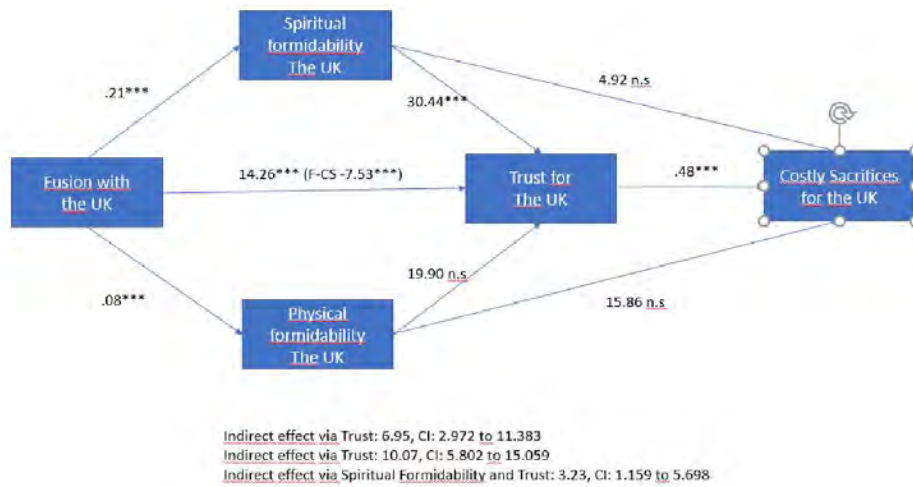 Spiritual
formidability
The UK
4.92 n.s
.21***
30.44***
Fusion with
the UK
14.26*** (F-CS -7.53***)
Trust for
The UK
.48***
Costly Sacrifices
for the UK
19.90 n.s
.08***
15.86 n.s
Physical
formidability
The UK
Indirect effect via Trust: 6.95, CI: 2.972 to 11.383
Indirect effect via Trust: 10.07, CI: 5.802 to 15.059
Indirect effect via Spiritual Formidability and Trust: 3.23, CI: 1.159 to 5.698